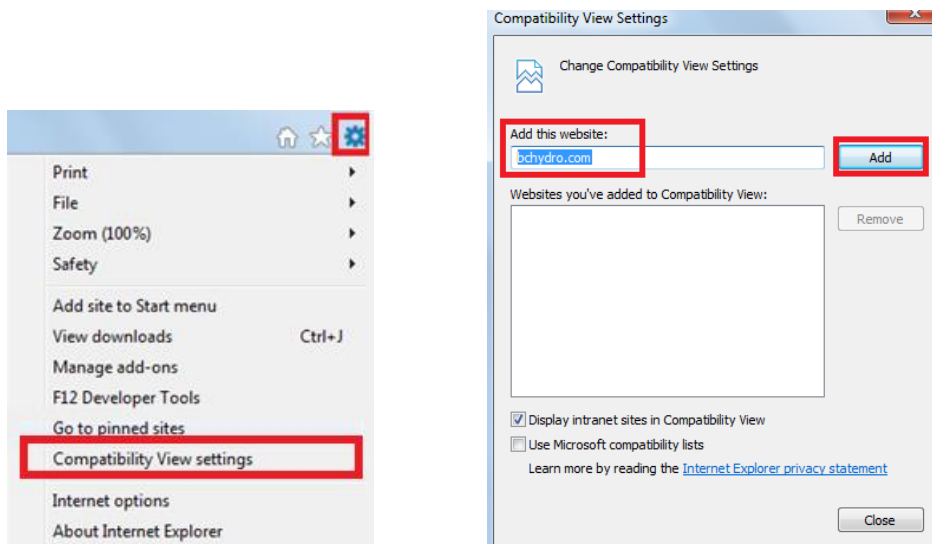 Print
File
Zoom (100%)
Safety
Add site to Start menu
View downloads Ctrl+J
Manage add-ons
F12 Developer Tools
Go to pinned sites
Compatibility View settings
Internet options
About Internet Explorer
Compatibility View Settings
Change Compatibility View Settings
Add this website:
bchydro.com Add
Websites you've added to Compatibility View:
Remove
Display intranet sites in Compatibility View
Use Microsoft compatibility lists
Learn more by reading the Internet Explorer privacy statement
Close